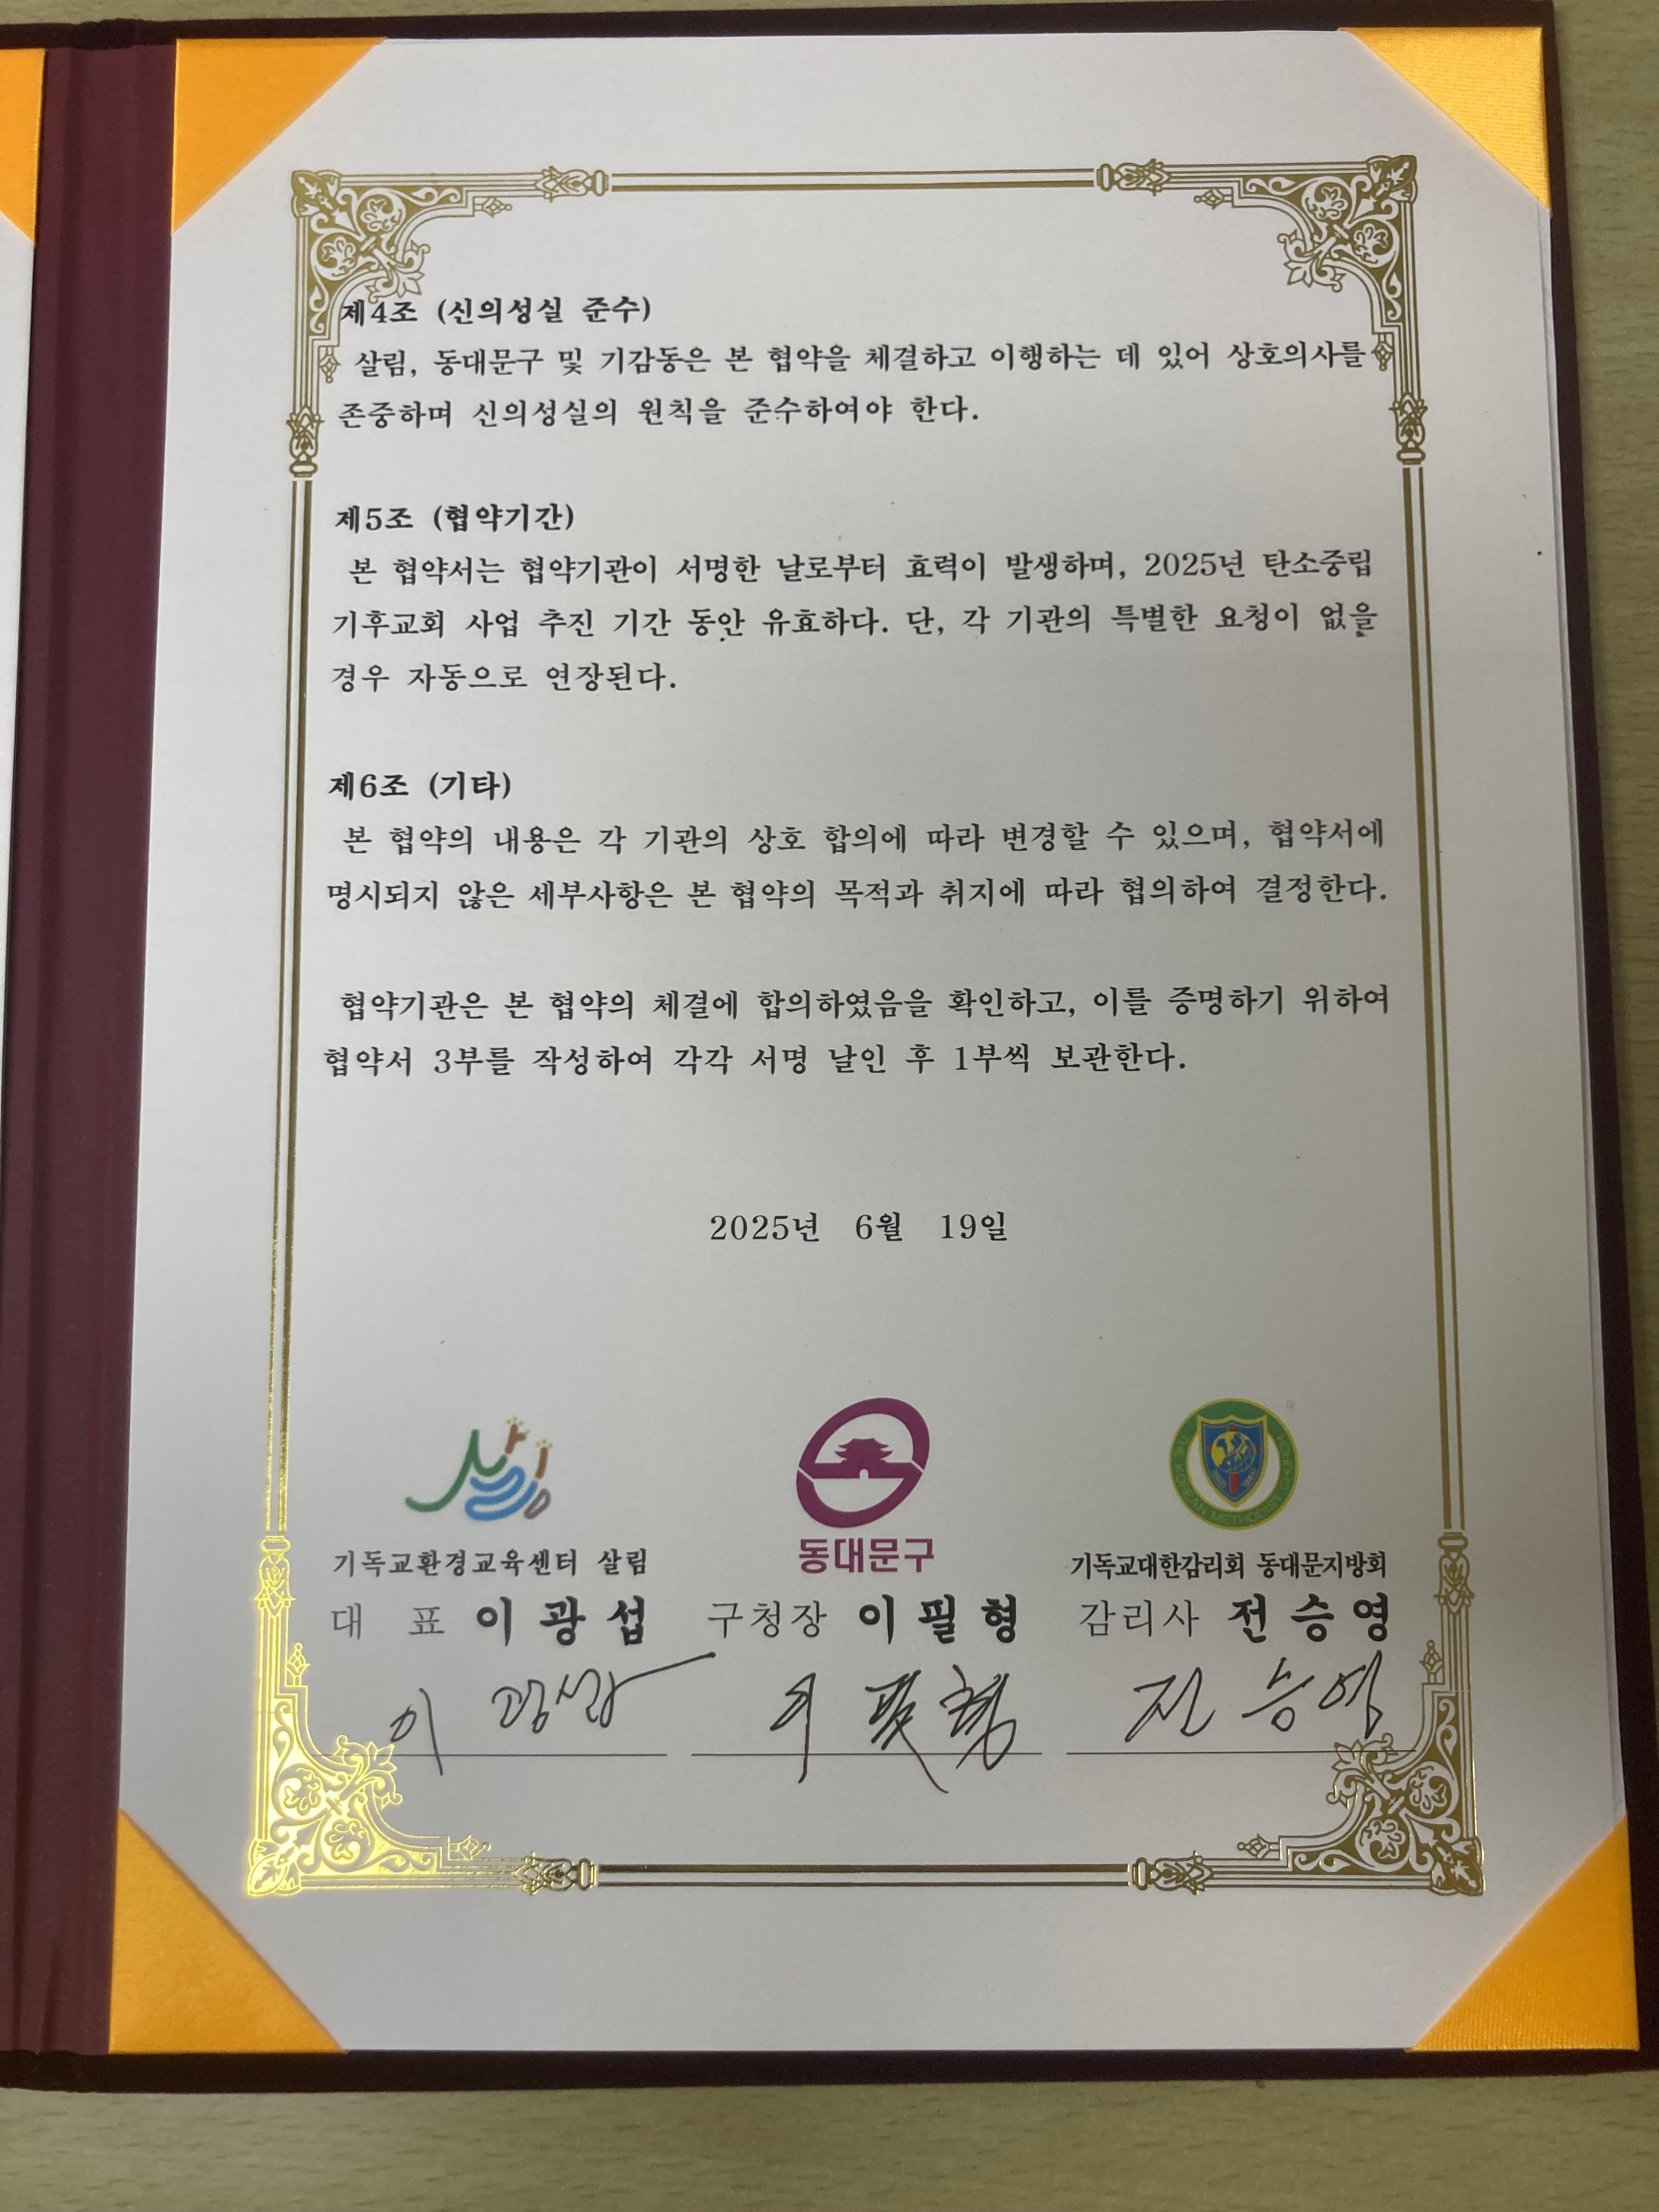 제4조 (신의성실 준수)
살림, 동대문구 및 기감동은 본 협약을 체결하고 이행하는 데 있어 상호의사를
존중하며 신의성실의 원칙을 준수하여야 한다.
제5조 (협약기간)
본 협약서는 협약기관이 서명한 날로부터 효력이 발생하며, 2025년 탄소중립
기후교회 사업 추진 기간 동안 유효하다. 단, 각 기관의 특별한 요청이 없을
경우 자동으로 연장된다.
제6조 (기타)
본 협약의 내용은 각 기관의 상호 합의에 따라 변경할 수 있으며, 협약서에
명시되지 않은 세부사항은 본 협약의 목적과 취지에 따라 협의하여 결정한다.
협약기관은 본 협약의 체결에 합의하였음을 확인하고, 이를 증명하기 위하여
협약서 3부를 작성하여 각각 서명 날인 후 1부씩 보관한다.
2025년 6월 19일
살림
THE KOREAN METHODIST CHURCH
동대문구
기독교환경교육센터 살림
기독교대한감리회 동대문지방회
대 표 이 광 섭
구청장 이 필 형
감리사 전 승 영
이 광섭
이 필형
전 승영